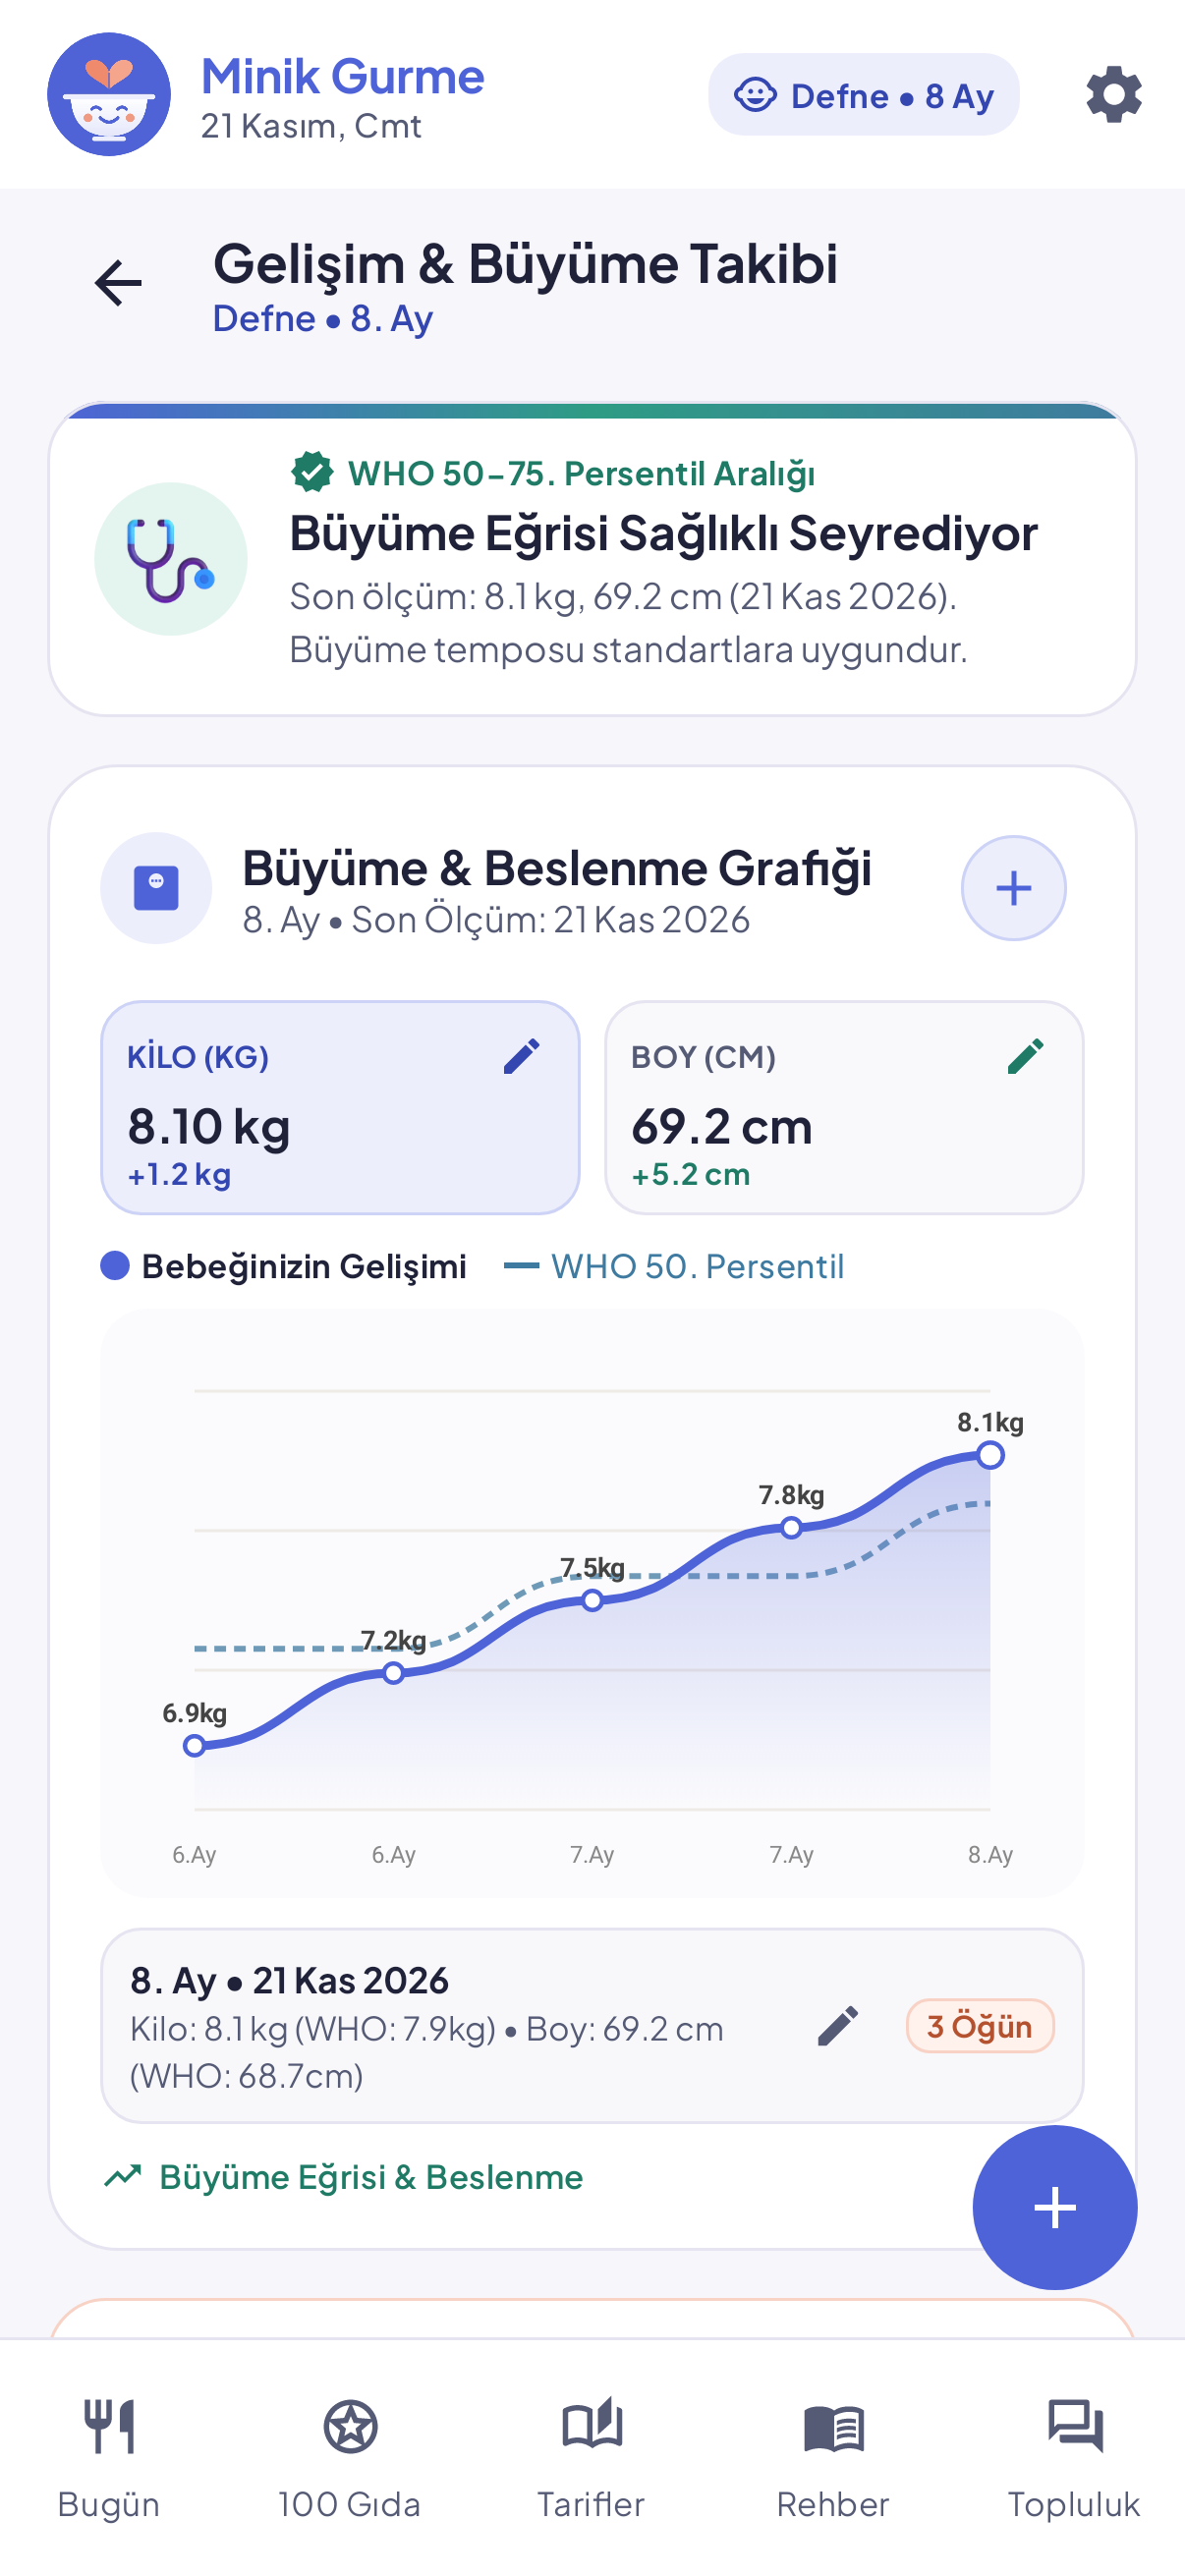 Minik Gurme
21 Kasım, Cmt
Defne • 8 Ay
Gelişim & Büyüme Takibi
Defne • 8. Ay
WHO 50–75. Persentil Aralığı
Büyüme Eğrisi Sağlıklı Seyrediyor
Son ölçüm: 8.1 kg, 69.2 cm (21 Kas 2026).
Büyüme temposu standartlara uygundur.
Büyüme & Beslenme Grafiği
8. Ay • Son Ölçüm: 21 Kas 2026
KİLO (KG)
8.10 kg
+1.2 kg
BOY (CM)
69.2 cm
+5.2 cm
Bebeğinizin Gelişimi
WHO 50. Persentil
8.1kg
7.8kg
7.5kg
7.2kg
6.9kg
6.Ay
6.Ay
7.Ay
7.Ay
8.Ay
8. Ay • 21 Kas 2026
Kilo: 8.1 kg (WHO: 7.9kg) • Boy: 69.2 cm
(WHO: 68.7cm)
3 Öğün
Büyüme Eğrisi & Beslenme
Bugün
100 Gıda
Tarifler
Rehber
Topluluk